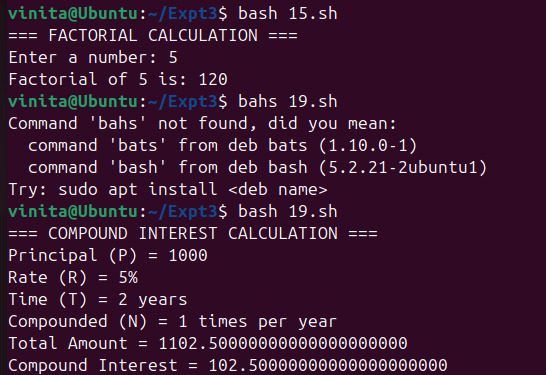 vinita@Ubuntu:~/Expt3$ bash 15.sh
=== FACTORIAL CALCULATION ===
Enter a number: 5
Factorial of 5 is: 120
vinita@Ubuntu:~/Expt3$ bahs 19.sh
Command 'bahs' not found, did you mean:
  command 'bats' from deb bats (1.10.0-1)
  command 'bash' from deb bash (5.2.21-2ubuntu1)
Try: sudo apt install <deb name>
vinita@Ubuntu:~/Expt3$ bash 19.sh
=== COMPOUND INTEREST CALCULATION ===
Principal (P) = 1000
Rate (R) = 5%
Time (T) = 2 years
Compounded (N) = 1 times per year
Total Amount = 1102.50000000000000000000
Compound Interest = 102.50000000000000000000